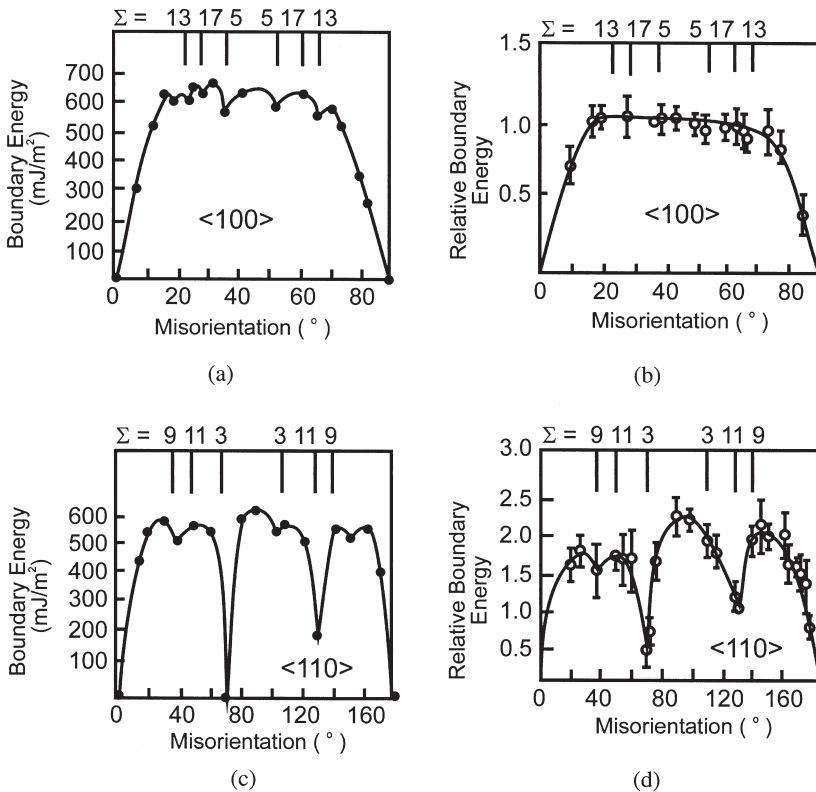 Σ = 13 17 5 5 17 13
Boundary Energy
(mJ/m²)
700
600
500
400
300
200
100
<100>
0 20 40 60 80
Misorientation ( ° )
(a)
Σ = 13 17 5 5 17 13
Relative Boundary
Energy
1.5
1.0
0.5
<100>
0 20 40 60 80
Misorientation ( ° )
(b)
Σ = 9 11 3 3 11 9
Boundary Energy
(mJ/m²)
600
500
400
300
200
100
<110>
0 40 80 120 160
Misorientation ( ° )
(c)
Σ = 9 11 3 3 11 9
Relative Boundary
Energy
3.0
2.5
2.0
1.5
1.0
0.5
<110>
0 40 80 120 160
Misorientation ( ° )
(d)